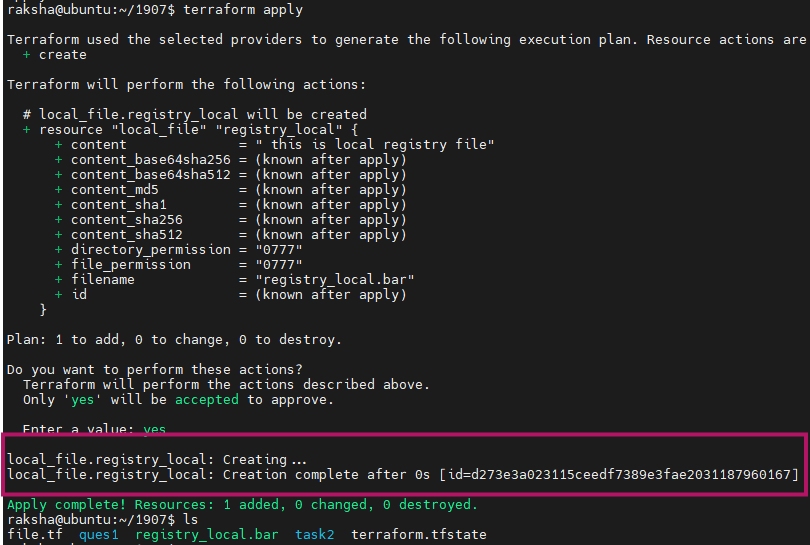 raksha@ubuntu:~/1907$ terraform apply
Terraform used the selected providers to generate the following execution plan. Resource actions are
+ create
Terraform will perform the following actions:
# local_file.registry_local will be created
+ resource "local_file" "registry_local" {
+ content = " this is local registry file"
+ content_base64sha256 = (known after apply)
+ content_base64sha512 = (known after apply)
+ content_md5 = (known after apply)
+ content_sha1 = (known after apply)
+ content_sha256 = (known after apply)
+ content_sha512 = (known after apply)
+ directory_permission = "0777"
+ file_permission = "0777"
+ filename = "registry_local.bar"
+ id = (known after apply)
}
Plan: 1 to add, 0 to change, 0 to destroy.
Do you want to perform these actions?
Terraform will perform the actions described above.
Only 'yes' will be accepted to approve.
Enter a value: yes
local_file.registry_local: Creating...
local_file.registry_local: Creation complete after 0s [id=d273e3a023115ceedf7389e3fae2031187960167]
Apply complete! Resources: 1 added, 0 changed, 0 destroyed.
raksha@ubuntu:~/1907$ ls
file.tf ques1 registry_local.bar task2 terraform.tfstate